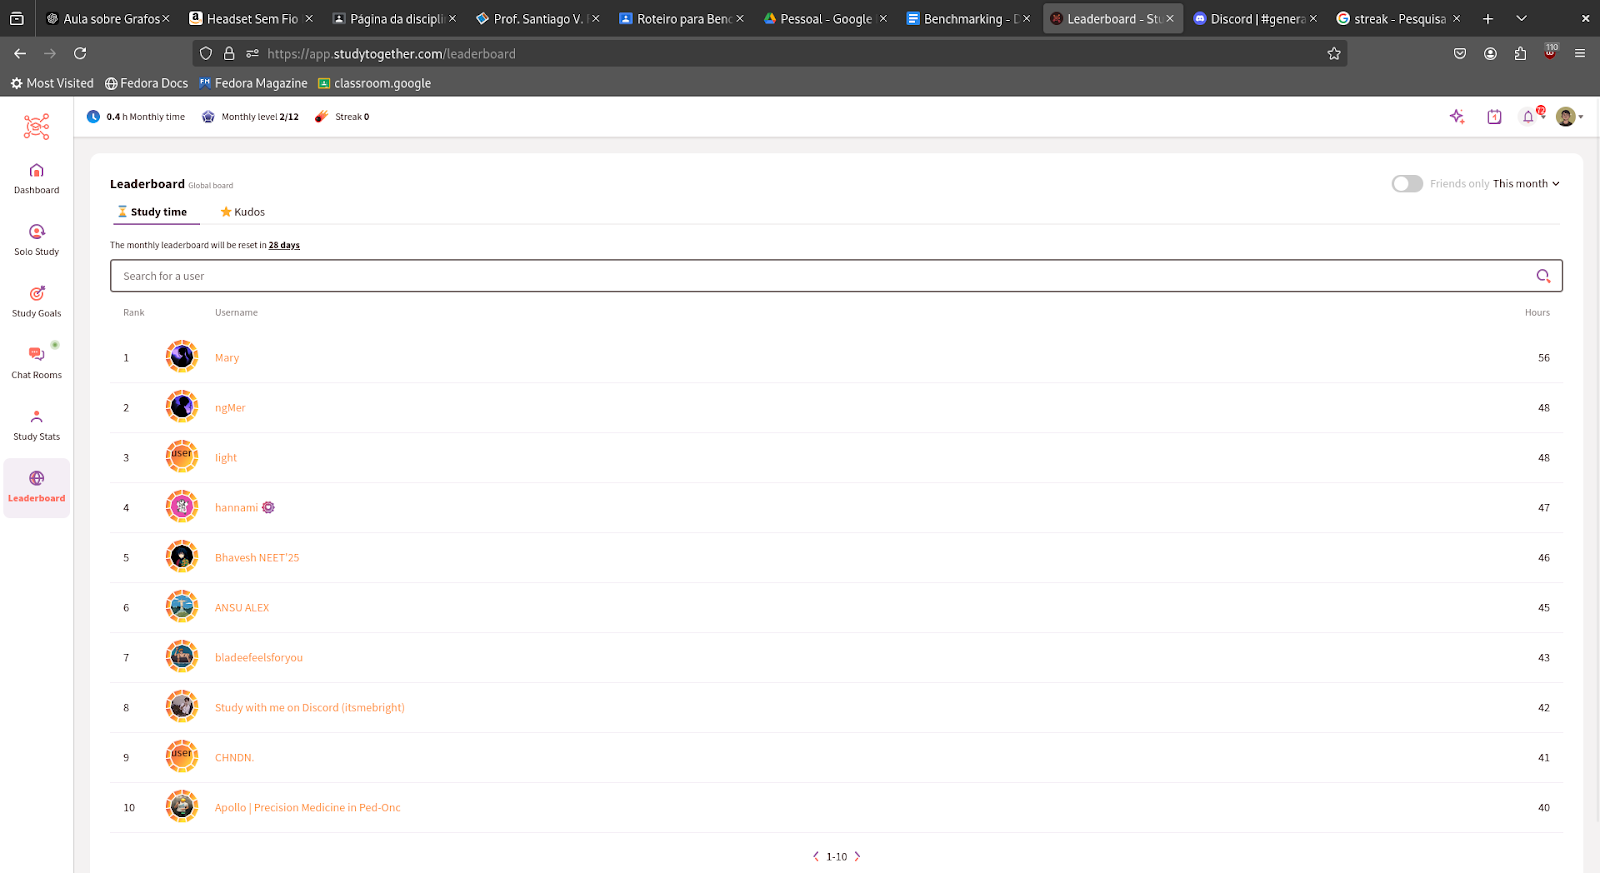 Aula sobre Grafos
Headset Sem Fio
Página da discipli
Prof. Santiago V.
Roteiro para Benc
Pessoal - Google
Benchmarking - D
Leaderboard - Stu
Discord | #genera
streak - Pesquisa
https://app.studytogether.com/leaderboard
110
Most Visited
Fedora Docs
Fedora Magazine
classroom.google
0.4 h Monthly time
Monthly level 2/12
Streak 0
72
Dashboard
Solo Study
Study Goals
Chat Rooms
Study Stats
Leaderboard
Leaderboard Global board
Friends only
This month
Study time
Kudos
The monthly leaderboard will be reset in 28 days
Search for a user
Rank Username Hours
1 Mary 56
2 ngMer 48
3 user light 48
4 hannami 47
5 Bhavesh NEET'25 46
6 ANSU ALEX 45
7 bladeefeelsforyou 43
8 Study with me on Discord (itsmebright) 42
9 user CHNDN. 41
10 Apollo | Precision Medicine in Ped-Onc 40
1-10